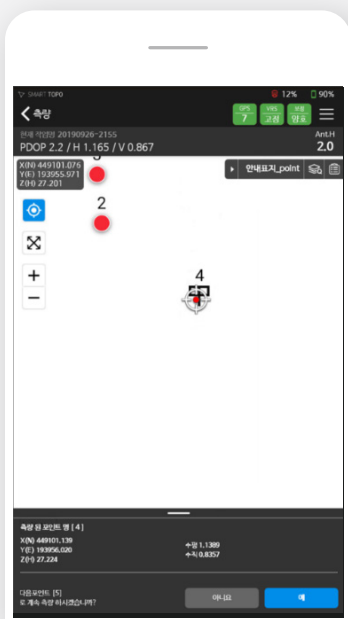 SMART TOPO 12% 90%
측량 GPS 7 VRS 고정 보통 양호
현재 작업명 20190926-2155 Ant.H
PDOP 2.2 / H 1.165 / V 0.867 2.0
X(N) 449101.076
Y(E) 193955.971
Z(H) 27.201
안내표지_point
3
2
4
+
−
측량 된 포인트 명 [ 4 ]
X(N) 449101.139
Y(E) 193956.020
Z(H) 27.224
수평 1.1389
수직 0.8357
다음포인트 [5]
로 계속 측량 하시겠습니까?
아니요 예